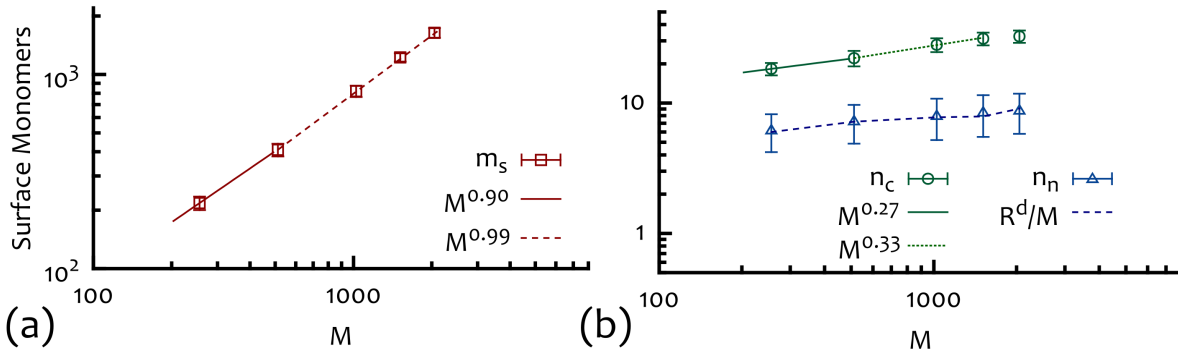 Surface Monomers
10³
10²
100
1000
M
m_s
M^0.90
M^0.99
(a)
10
1
100
1000
M
n_c
M^0.27
M^0.33
n_n
R^d/M
(b)